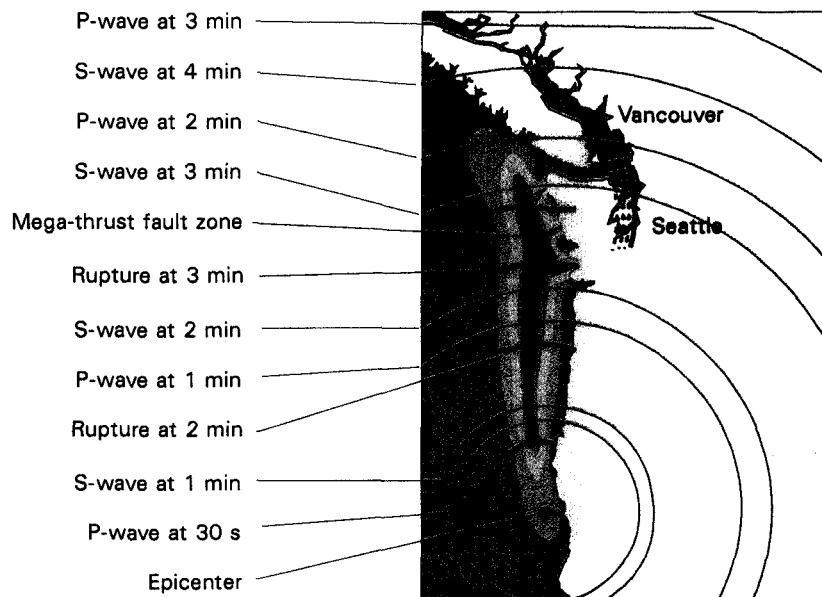 P-wave at 3 min
S-wave at 4 min
P-wave at 2 min
S-wave at 3 min
Mega-thrust fault zone
Rupture at 3 min
S-wave at 2 min
P-wave at 1 min
Rupture at 2 min
S-wave at 1 min
P-wave at 30 s
Epicenter
Vancouver
Seattle